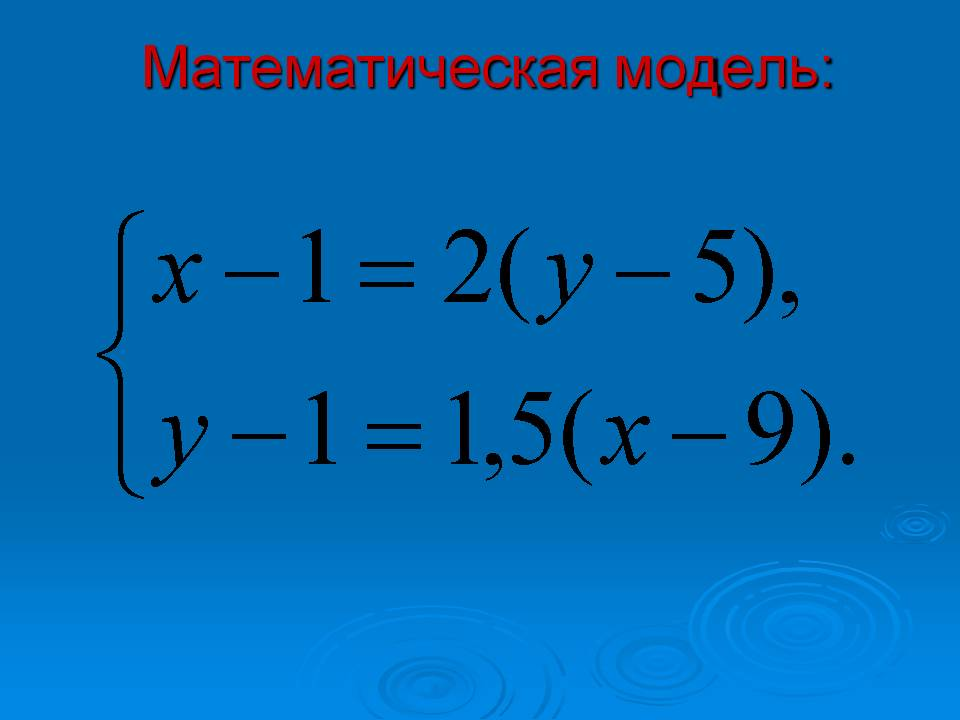 Математическая модель:
x − 1 = 2(y − 5),
y − 1 = 1,5(x − 9).